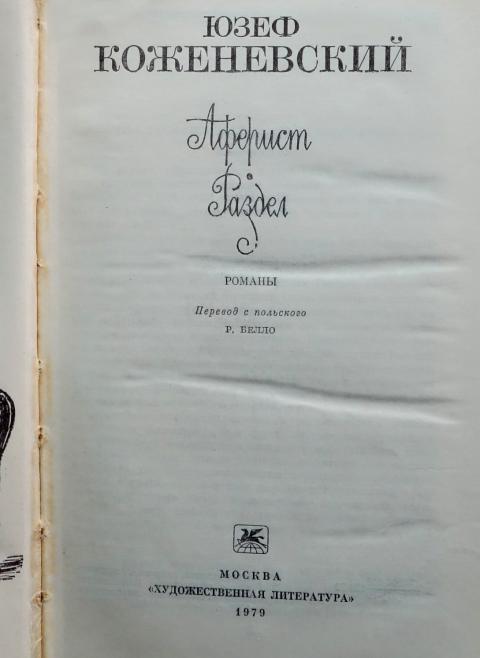 ЮЗЕФ
КОЖЕНЕВСКИЙ
Аферист
Раздел
РОМАНЫ
Перевод с польского
Р. БЕЛЛО
МОСКВА
«ХУДОЖЕСТВЕННАЯ ЛИТЕРАТУРА»
1979